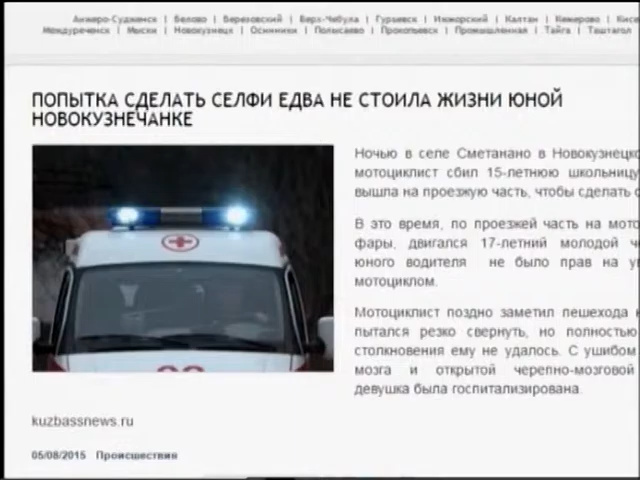 Анжеро-Судженск | Белово | Березовский | Верх-Чебула | Гурьевск | Ижморский | Калтан | Кемерово | Кисе
Междуреченск | Мыски | Новокузнецк | Осинники | Полысаево | Прокопьевск | Промышленная | Тайга | Таштагол
ПОПЫТКА СДЕЛАТЬ СЕЛФИ ЕДВА НЕ СТОИЛА ЖИЗНИ ЮНОЙ
НОВОКУЗНЕЧАНКЕ
Ночью в селе Сметанано в Новокузнецко
мотоциклист сбил 15-летнюю школьницу
вышла на проезжую часть, чтобы сделать с
В это время, по проезжей часть на мото
фары, двигался 17-летний молодой че
юного водителя не было прав на уп
мотоциклом.
Мотоциклист поздно заметил пешехода и
пытался резко свернуть, но полностью
столкновения ему не удалось. С ушибом
мозга и открытой черепно-мозговой
девушка была госпитализирована.
kuzbassnews.ru
05/08/2015 Происшествия